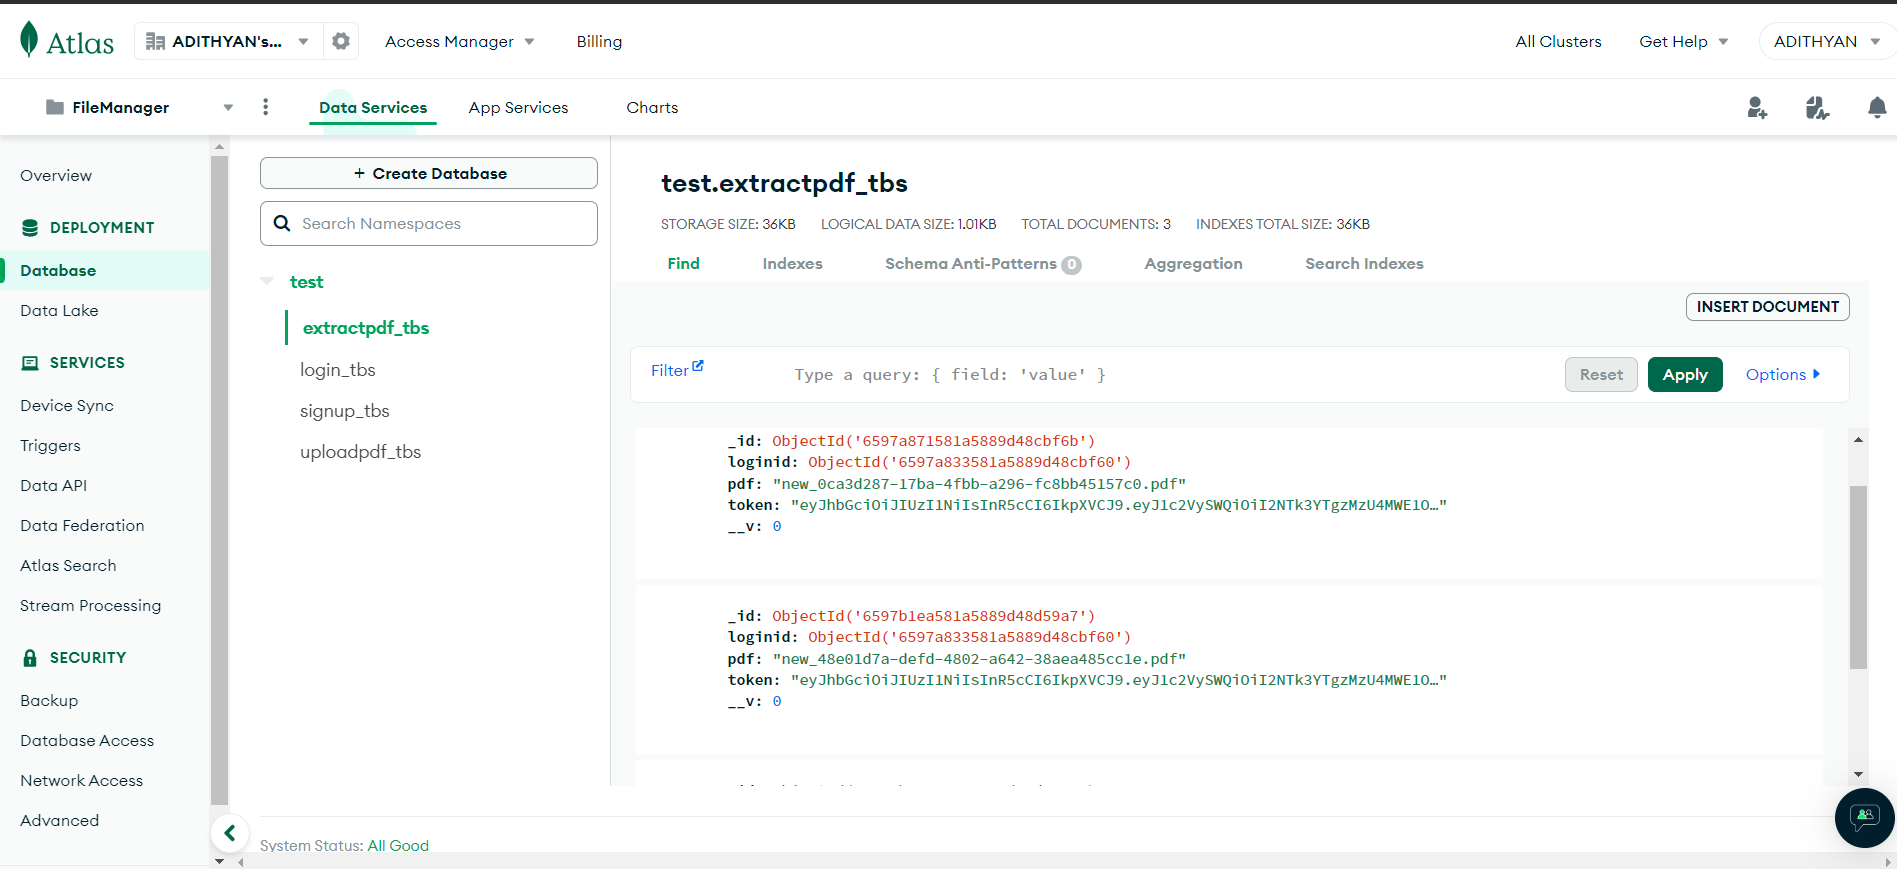 Atlas
ADITHYAN's...
Access Manager
Billing
All Clusters
Get Help
ADITHYAN
FileManager
Data Services
App Services
Charts
Overview
DEPLOYMENT
Database
Data Lake
SERVICES
Device Sync
Triggers
Data API
Data Federation
Atlas Search
Stream Processing
SECURITY
Backup
Database Access
Network Access
Advanced
+ Create Database
Search Namespaces
test
extractpdf_tbs
login_tbs
signup_tbs
uploadpdf_tbs
test.extractpdf_tbs
STORAGE SIZE: 36KB LOGICAL DATA SIZE: 1.01KB TOTAL DOCUMENTS: 3 INDEXES TOTAL SIZE: 36KB
Find Indexes Schema Anti-Patterns 0 Aggregation Search Indexes
INSERT DOCUMENT
Filter Type a query: { field: 'value' } Reset Apply Options
_id: ObjectId('6597a871581a5889d48cbf6b')
loginid: ObjectId('6597a833581a5889d48cbf60')
pdf: "new_0ca3d287-17ba-4fbb-a296-fc8bb45157c0.pdf"
token: "eyJhbGciOiJIUzI1NiIsInR5cCI6IkpXVCJ9.eyJ1c2VySWQiOiI2NTk3YTgzMzU4MWE1O…"
__v: 0
_id: ObjectId('6597b1ea581a5889d48d59a7')
loginid: ObjectId('6597a833581a5889d48cbf60')
pdf: "new_48e01d7a-defd-4802-a642-38aea485cc1e.pdf"
token: "eyJhbGciOiJIUzI1NiIsInR5cCI6IkpXVCJ9.eyJ1c2VySWQiOiI2NTk3YTgzMzU4MWE1O…"
__v: 0
System Status: All Good